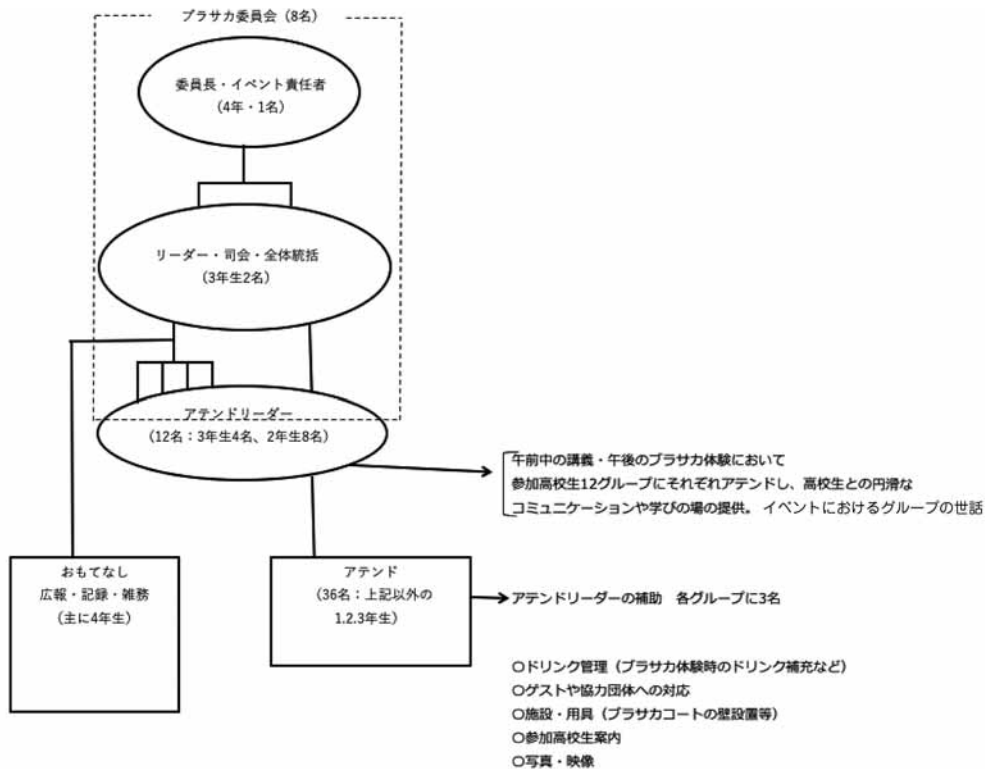 ブラサカ委員会（8名）
委員長・イベント責任者
（4年・1名）
リーダー・司会・全体統括
（3年生2名）
アテンドリーダー
（12名：3年生4名、2年生8名）
午前中の講義・午後のブラサカ体験において
参加高校生12グループにそれぞれアテンドし、高校生との円滑な
コミュニケーションや学びの場の提供。 イベントにおけるグループの世話
おもてなし
広報・記録・雑務
（主に4年生）
アテンド
（36名：上記以外の
1.2.3年生）
アテンドリーダーの補助　各グループに3名
○ドリンク管理（ブラサカ体験時のドリンク補充など）
○ゲストや協力団体への対応
○施設・用具（ブラサカコートの壁設置等）
○参加高校生案内
○写真・映像